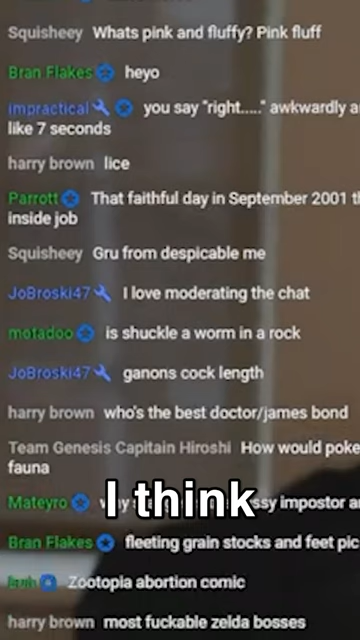 Squisheey Whats pink and fluffy? Pink fluff
Bran Flakes heyo
impractical you say "right....." awkwardly
like 7 seconds
harry brown lice
Parrott That faithful day in September 2001
inside job
Squisheey Gru from despicable me
JoBroski47 I love moderating the chat
motadoo is shuckle a worm in a rock
JoBroski47 ganons cock length
harry brown who's the best doctor/james bond
Team Genesis Capitain Hiroshi How would poke
fauna
Mateyro impostor
I think
Bran Flakes fleeting grain stocks and feet pic
Zootopia abortion comic
harry brown most fuckable zelda bosses